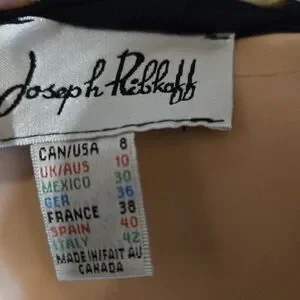 Joseph Ribkoff
CAN/USA 8
UK/AUS 10
MEXICO 30
GER 36
FRANCE 38
SPAIN 40
ITALY 42
MADE IN/FAIT AU
CANADA